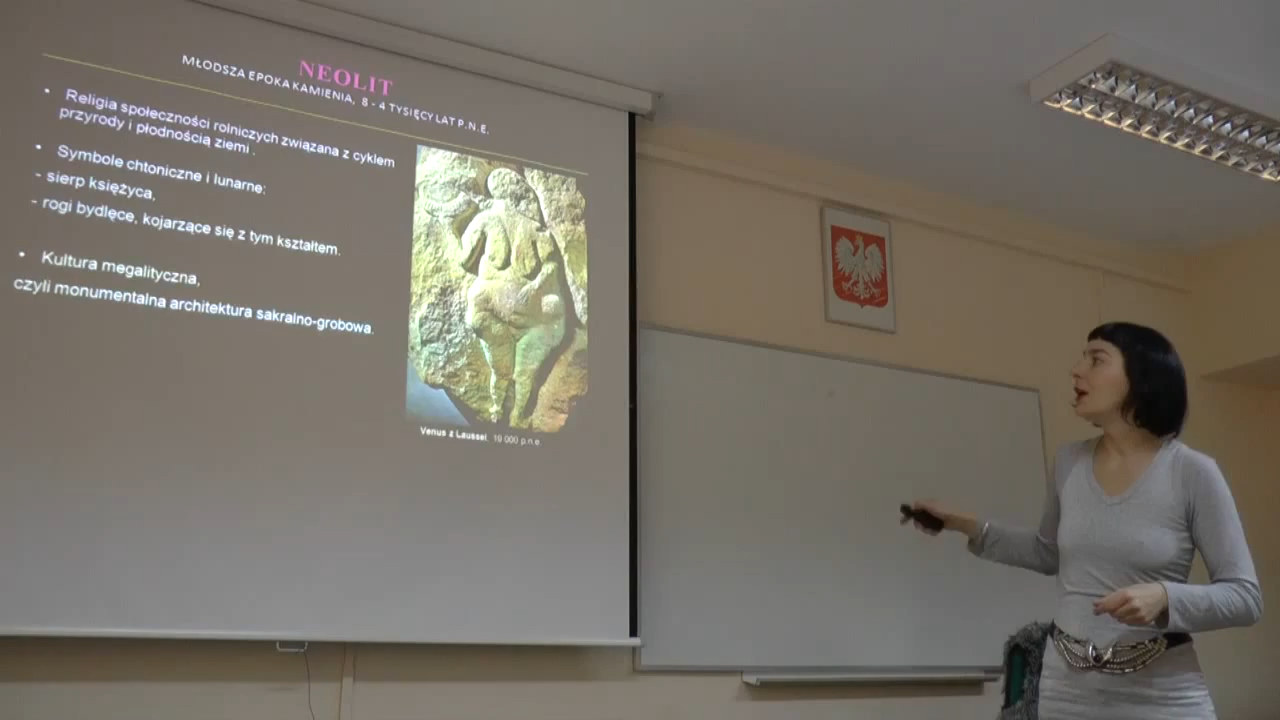 NEOLIT
MŁODSZA EPOKA KAMIENIA, 8 - 4 TYSIĘCY LAT P.N.E.
• Religia społeczności rolniczych związana z cyklem
przyrody i płodnością ziemi .
• Symbole chtoniczne i lunarne:
- sierp księżyca,
- rogi bydlęce, kojarzące się z tym kształtem.
• Kultura megalityczna,
czyli monumentalna architektura sakralno-grobowa.
Venus z Laussel, 19 000 p.n.e.